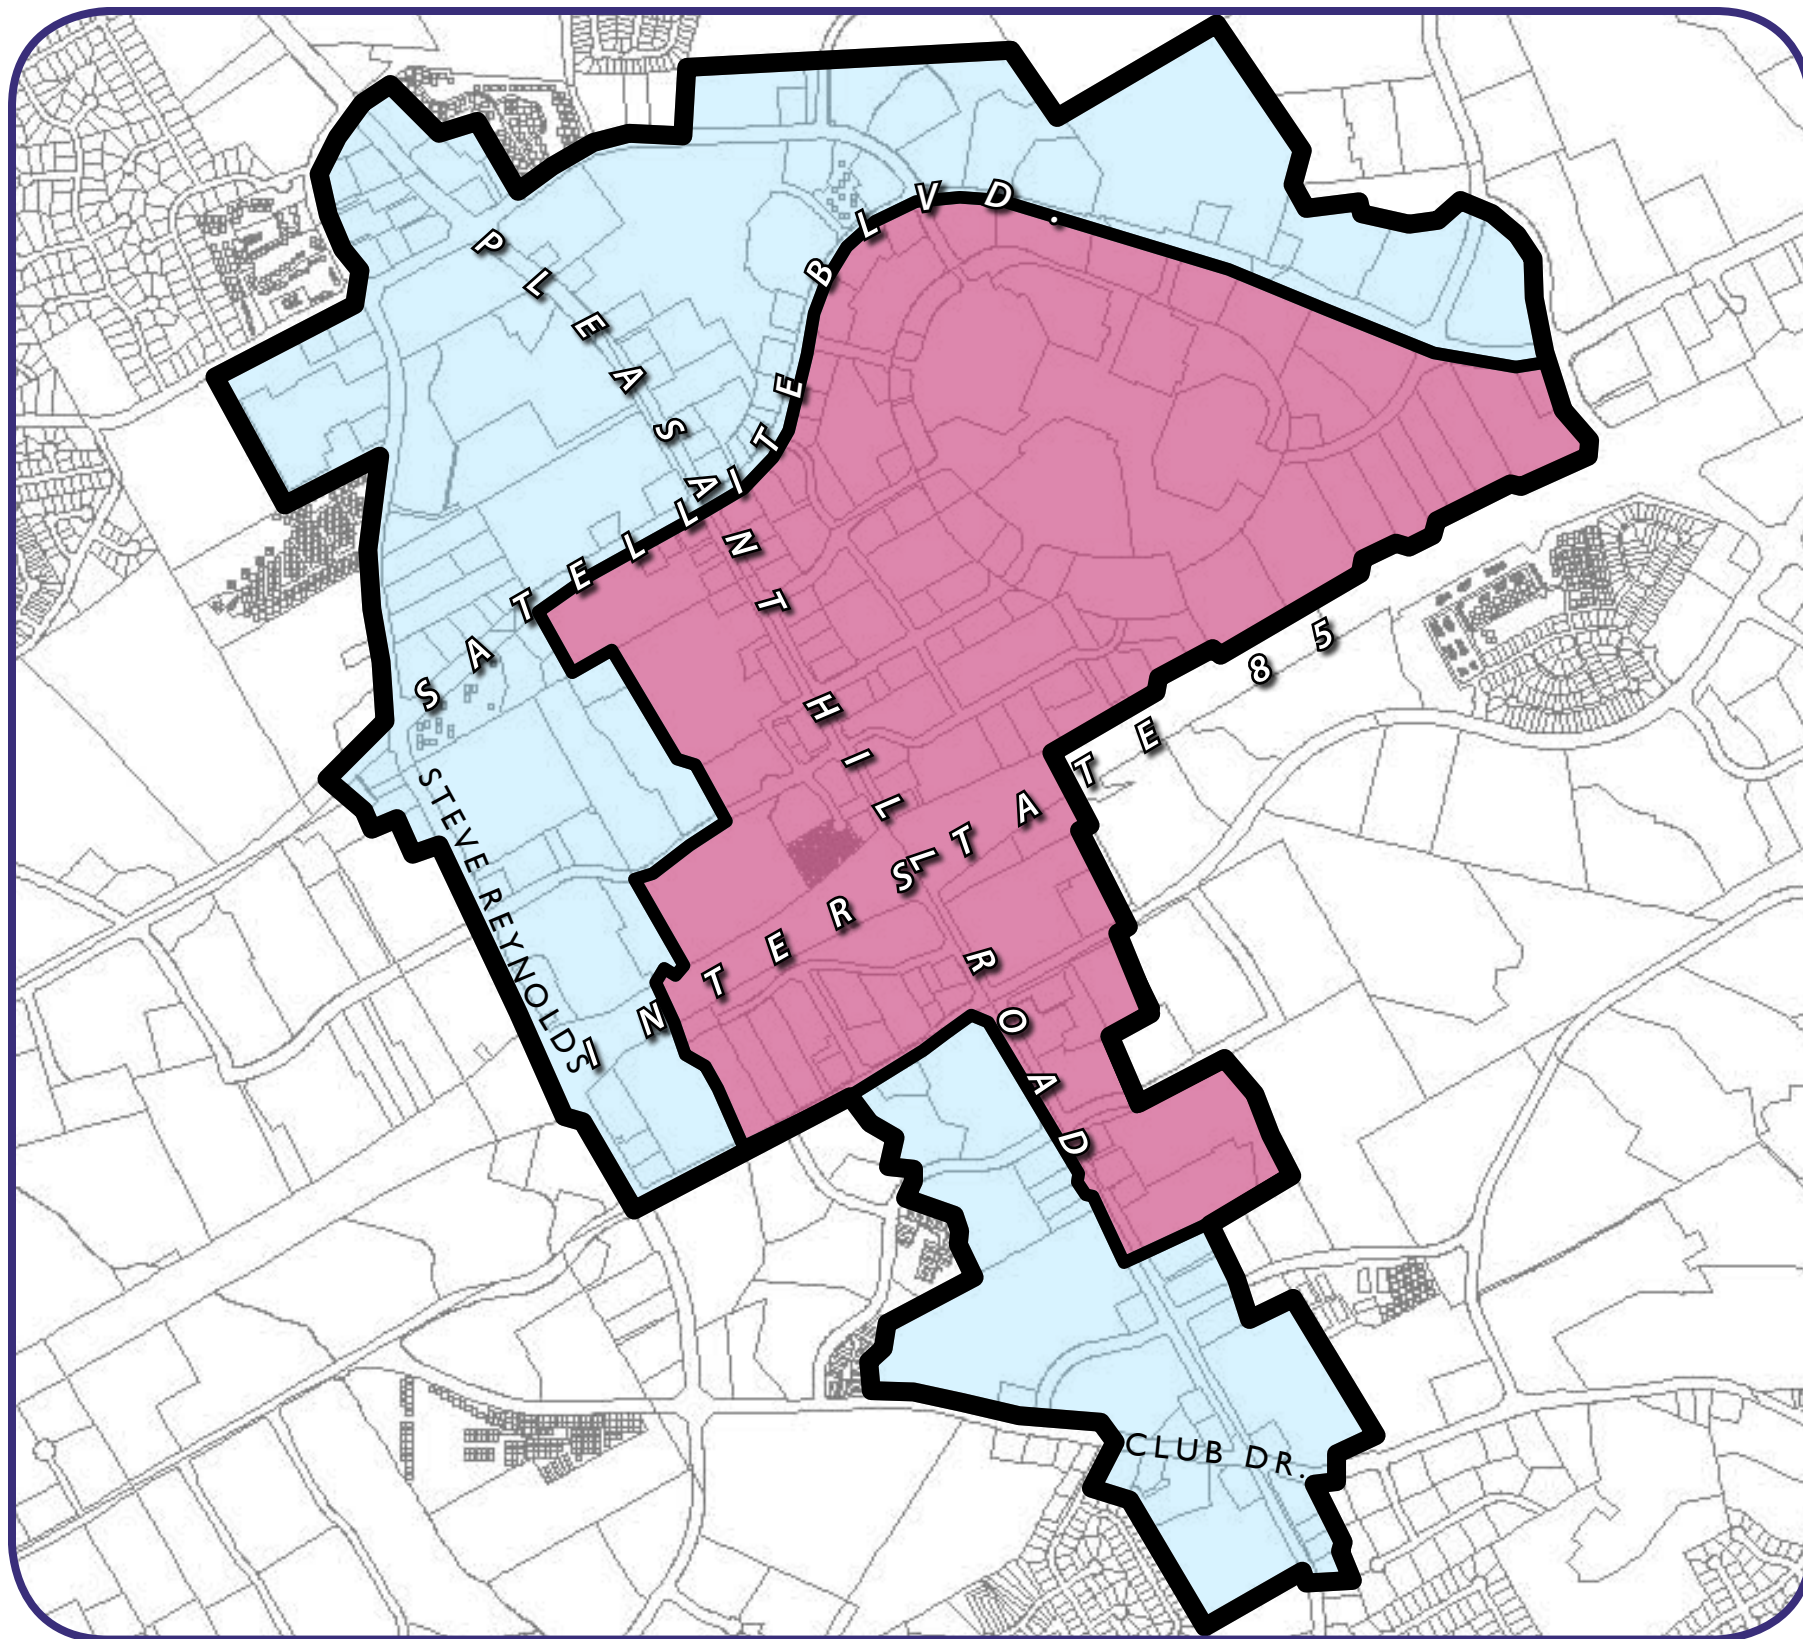 PLEASANT HILL ROAD
SATELLITE BLVD.
INTERSTATE 85
STEVE REYNOLDS
CLUB DR.